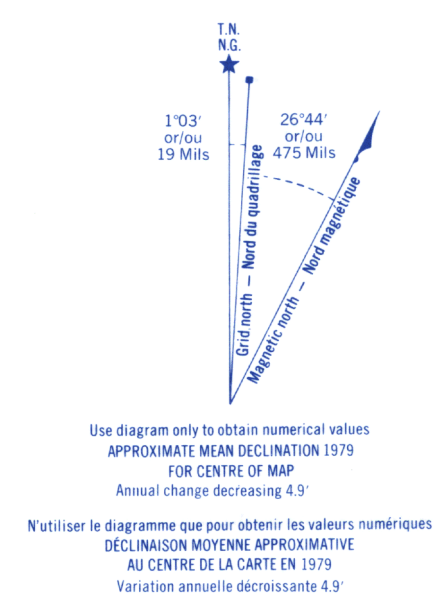 T.N.
N.G.
1°03′
or/ou
19 Mils
26°44′
or/ou
475 Mils
Grid north — Nord du quadrillage
Magnetic north — Nord magnétique
Use diagram only to obtain numerical values
APPROXIMATE MEAN DECLINATION 1979
FOR CENTRE OF MAP
Annual change decreasing 4.9′
N'utiliser le diagramme que pour obtenir les valeurs numériques
DÉCLINAISON MOYENNE APPROXIMATIVE
AU CENTRE DE LA CARTE EN 1979
Variation annuelle décroissante 4.9′